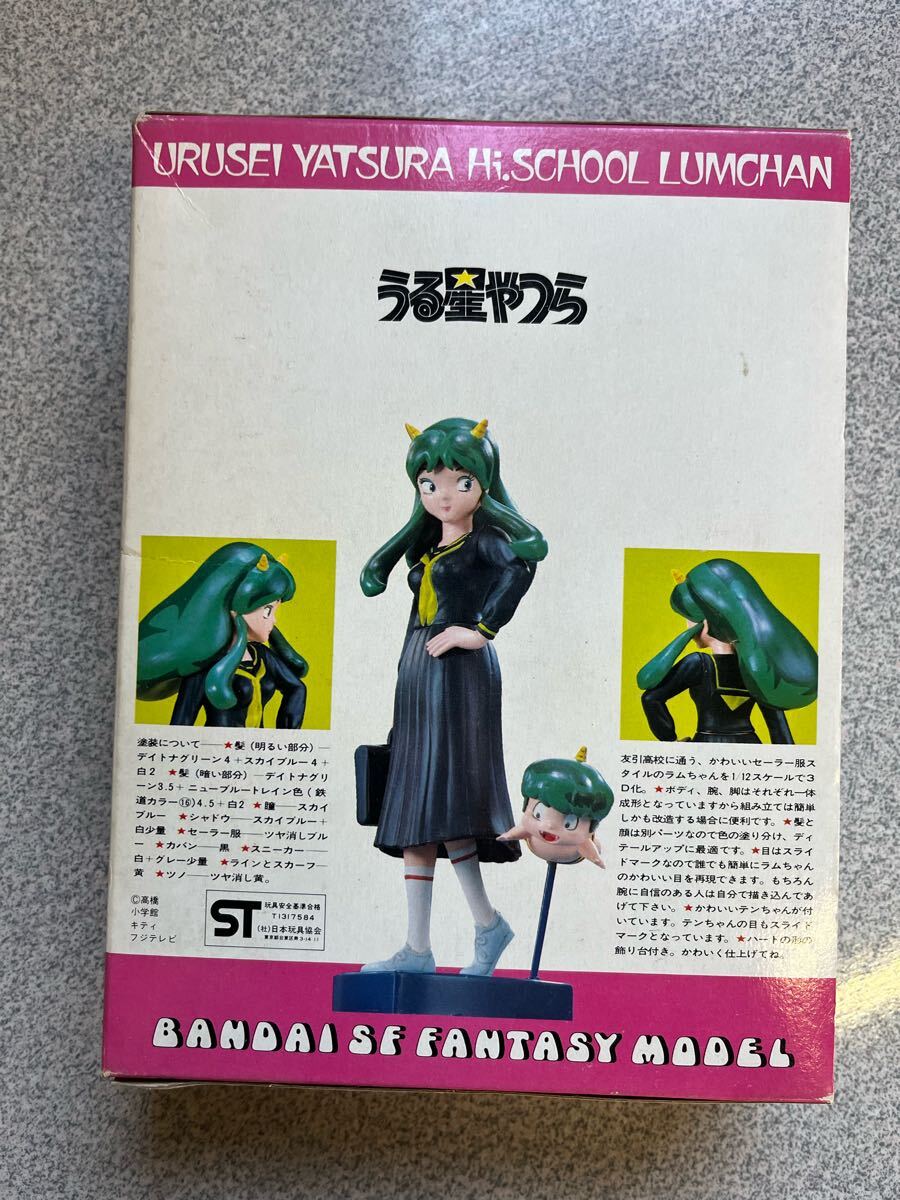 URUSEI YATSURA Hi.SCHOOL LUMCHAN
うる星やつら
塗装について——★髪（明るい部分）—
デイトナグリーン4＋スカイブルー4＋
白2 ★髪（暗い部分）—デイトナグリ
ーン3.5＋ニューブルートレイン色（鉄
道カラー⑯）4.5＋白2 ★瞳——スカイ
ブルー ★シャドウ——スカイブルー＋
白少量 ★セーラー服——ツヤ消しブル
ー ★カバン——黒 ★スニーカー——
白＋グレー少量 ★ラインとスカーフ—
黄 ★ツノ——ツヤ消し黄。
©高橋
小学館
キティ
フジテレビ
ST
玩具安全基準合格
T1317584
(社)日本玩具協会
東京都台東区寿3-14-11
友引高校に通う、かわいいセーラー服ス
タイルのラムちゃんを1/12スケールで3
D化。★ボディ、腕、脚はそれぞれ一体
成形となっていますから組み立ては簡単
しかも改造する場合に便利です。★髪と
顔は別パーツなので色の塗り分け、ディ
テールアップに最適です。★目はスライ
ドマークなので誰でも簡単にラムちゃん
のかわいい目を再現できます。もちろん
腕に自信のある人は自分で描き込んであ
げて下さい。★かわいいテンちゃんが付
いています。テンちゃんの目もスライド
マークとなっています。★ハートの形の
飾り台付き。かわいく仕上げてね。
BANDAI SF FANTASY MODEL